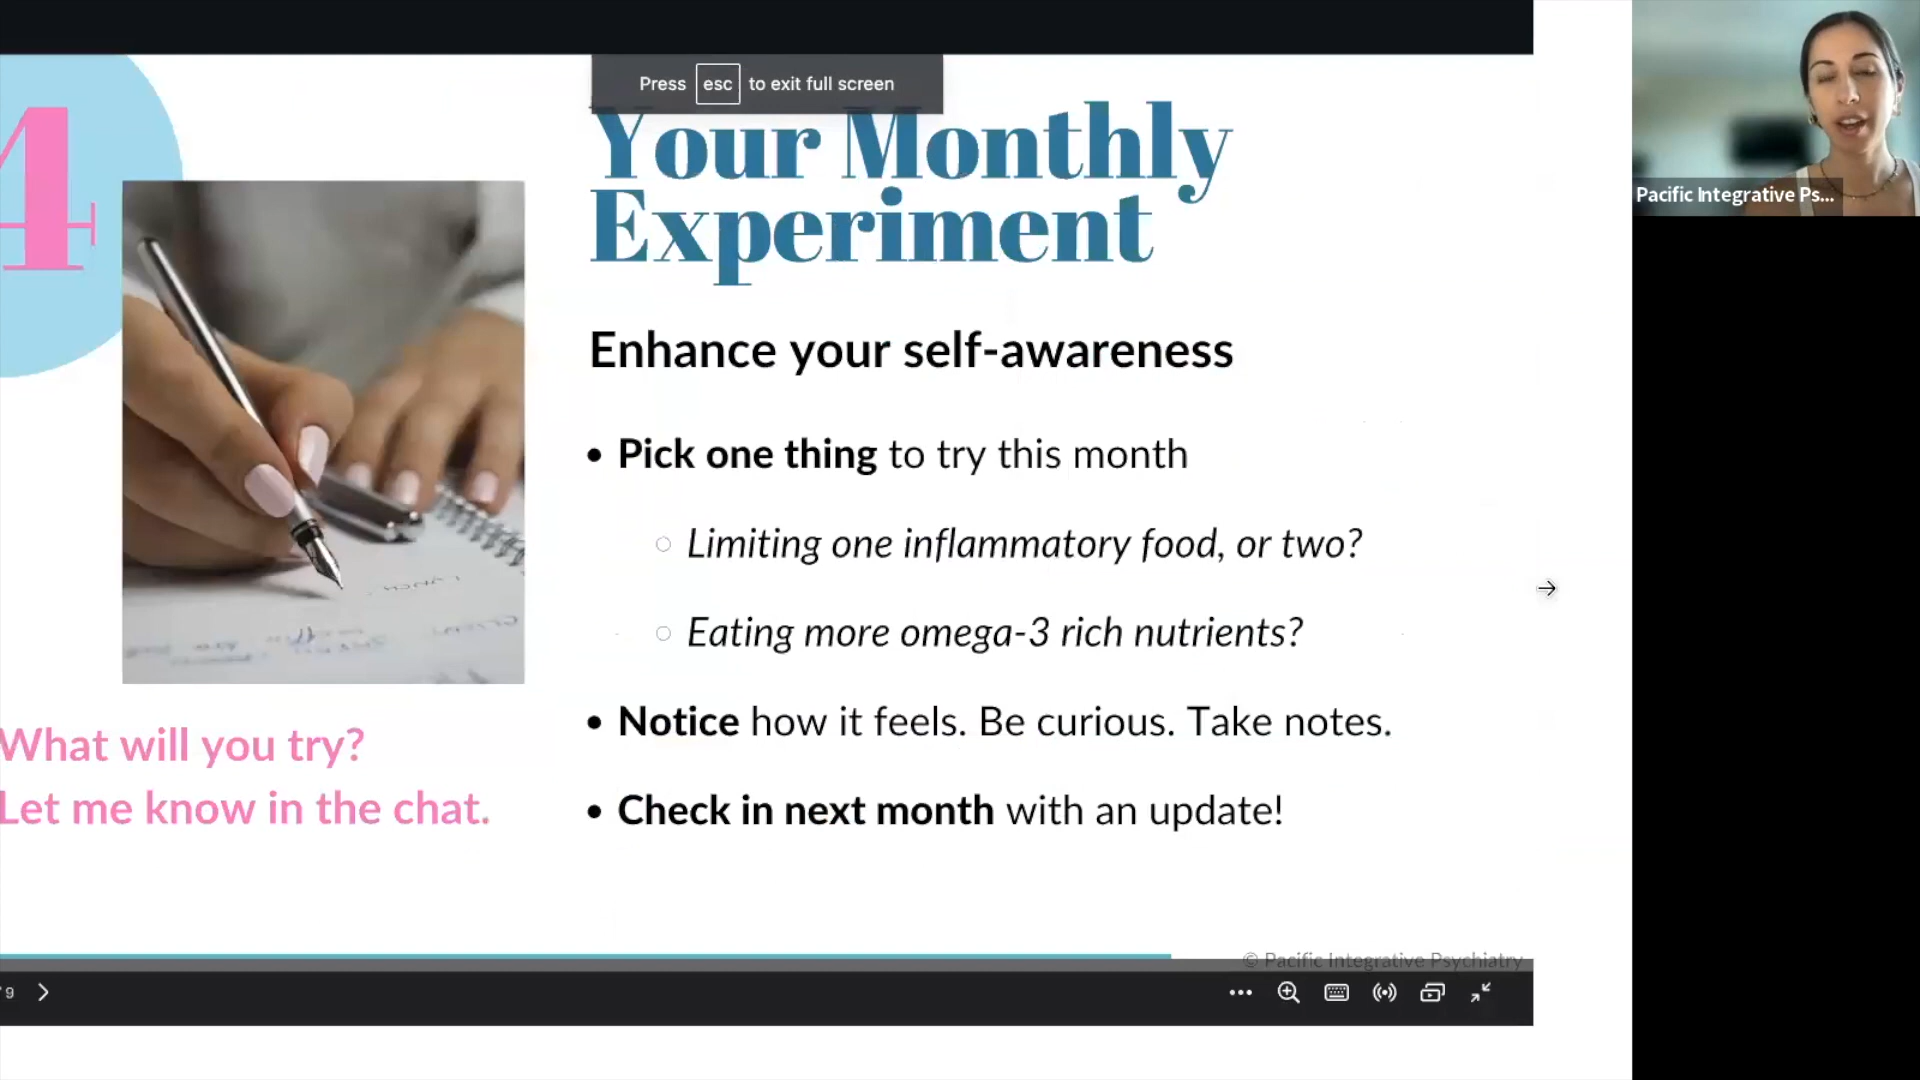 Press esc to exit full screen
4
Your Monthly
Experiment
Enhance your self-awareness
• Pick one thing to try this month
○ Limiting one inflammatory food, or two?
○ Eating more omega-3 rich nutrients?
• Notice how it feels. Be curious. Take notes.
• Check in next month with an update!
What will you try?
Let me know in the chat.
© Pacific Integrative Psychiatry
/ 9
Pacific Integrative Ps...